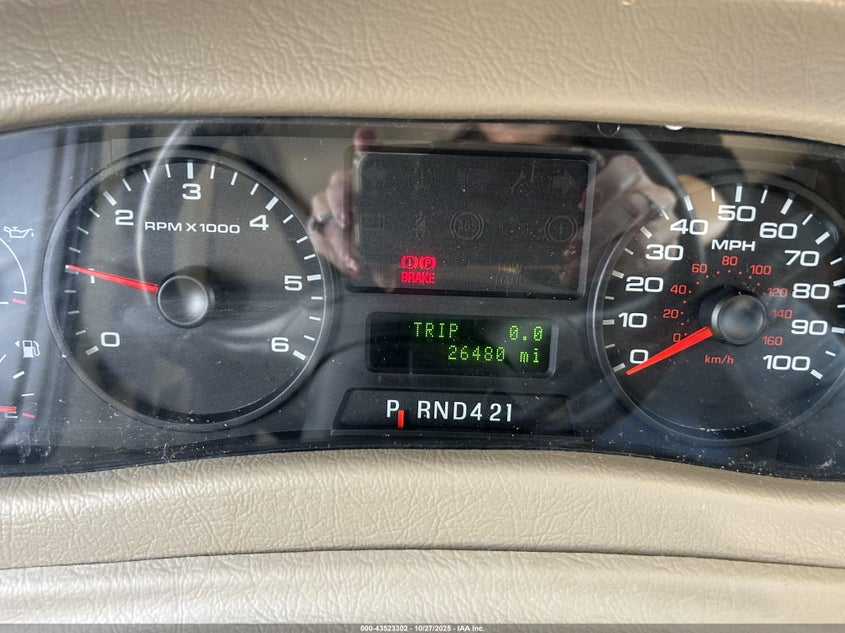 0 1 2 3 4 5 6
RPM X 1000
ABS
BRAKE
TRIP 0.0
26480 mi
P RND421
0 10 20 30 40 50 60 70 80 90 100
MPH
0 20 40 60 80 100 120 140 160
km/h
000-43523302 - 10/27/2025 - IAA Inc.